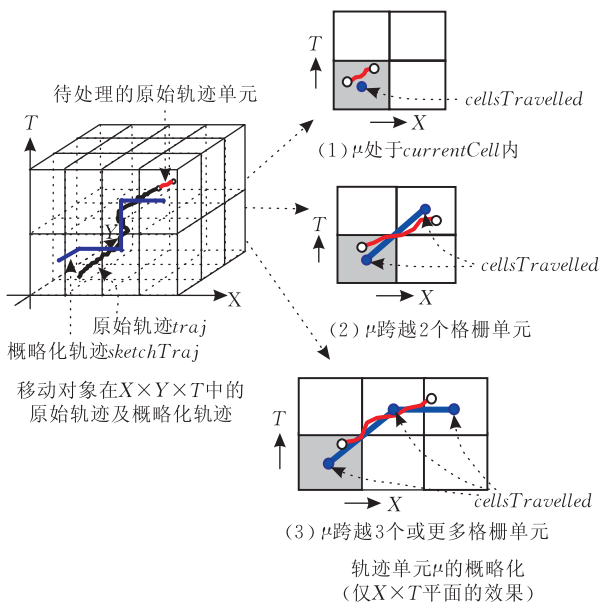 待处理的原始轨迹单元
T
Y
X
原始轨迹traj
概略化轨迹sketchTraj
移动对象在X×Y×T中的
原始轨迹及概略化轨迹
T
X
cellsTravelled
(1) μ处于currentCell内
T
X
cellsTravelled
(2) μ跨越2个格栅单元
T
X
cellsTravelled
(3) μ跨越3个或更多格栅单元
轨迹单元μ的概略化
(仅X×T平面的效果)